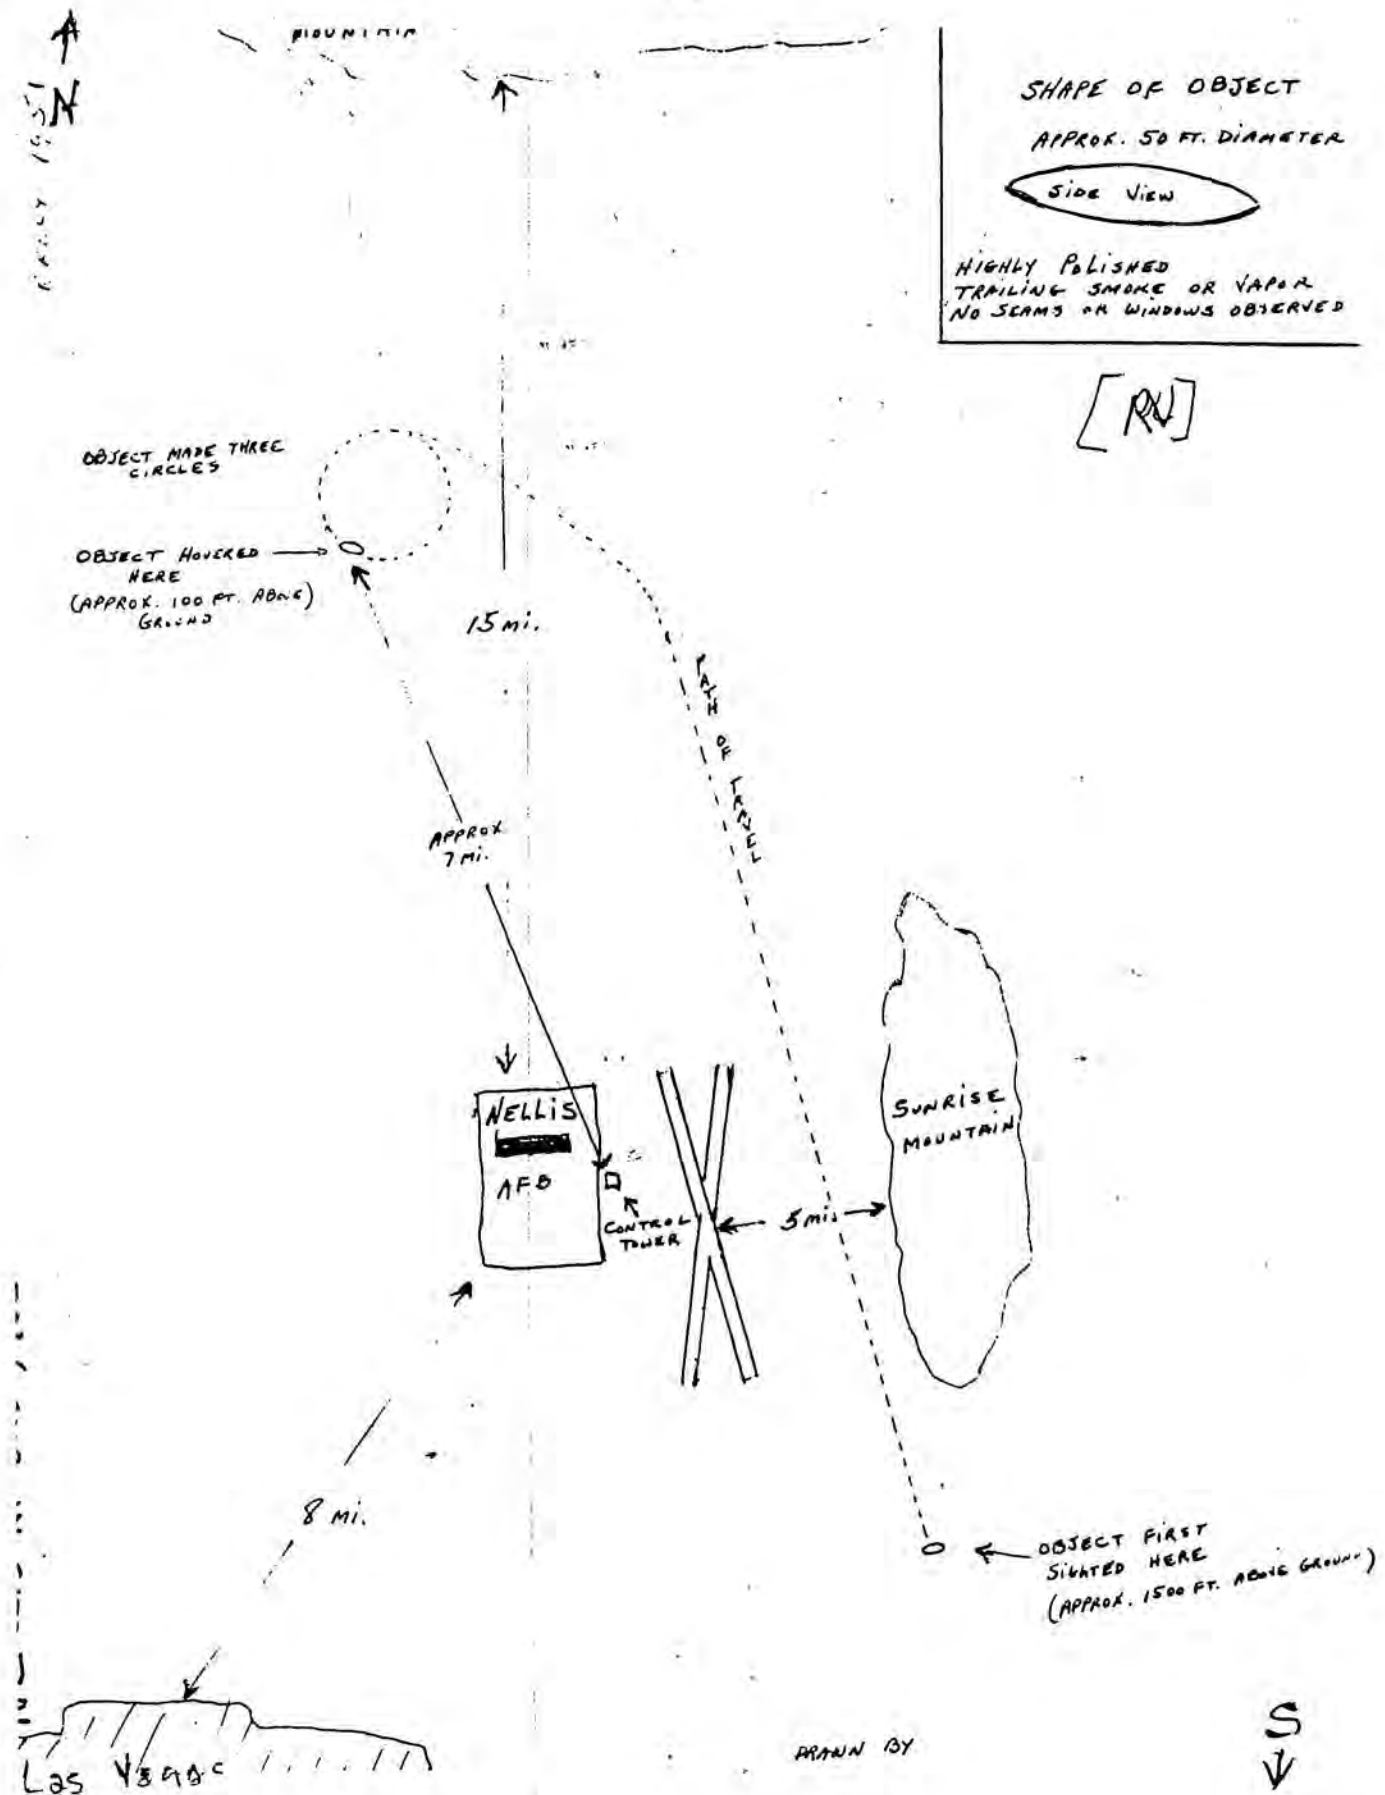 N
MOUNTAIN
SHAPE OF OBJECT
APPROX. 50 FT. DIAMETER
SIDE VIEW
HIGHLY POLISHED
TRAILING SMOKE OR VAPOR
NO SEAMS OR WINDOWS OBSERVED
EARLY 1951
OBJECT MADE THREE
CIRCLES
OBJECT HOVERED
HERE
(APPROX. 100 FT. ABOVE)
GROUND
15 mi.
PATH OF TRAVEL
APPROX
7 Mi.
NELLIS
AFB
CONTROL
TOWER
5 mi.
SUNRISE
MOUNTAIN
8 mi.
OBJECT FIRST
SIGHTED HERE
(APPROX. 1500 FT. ABOVE GROUND)
Las Vegas
DRAWN BY
S